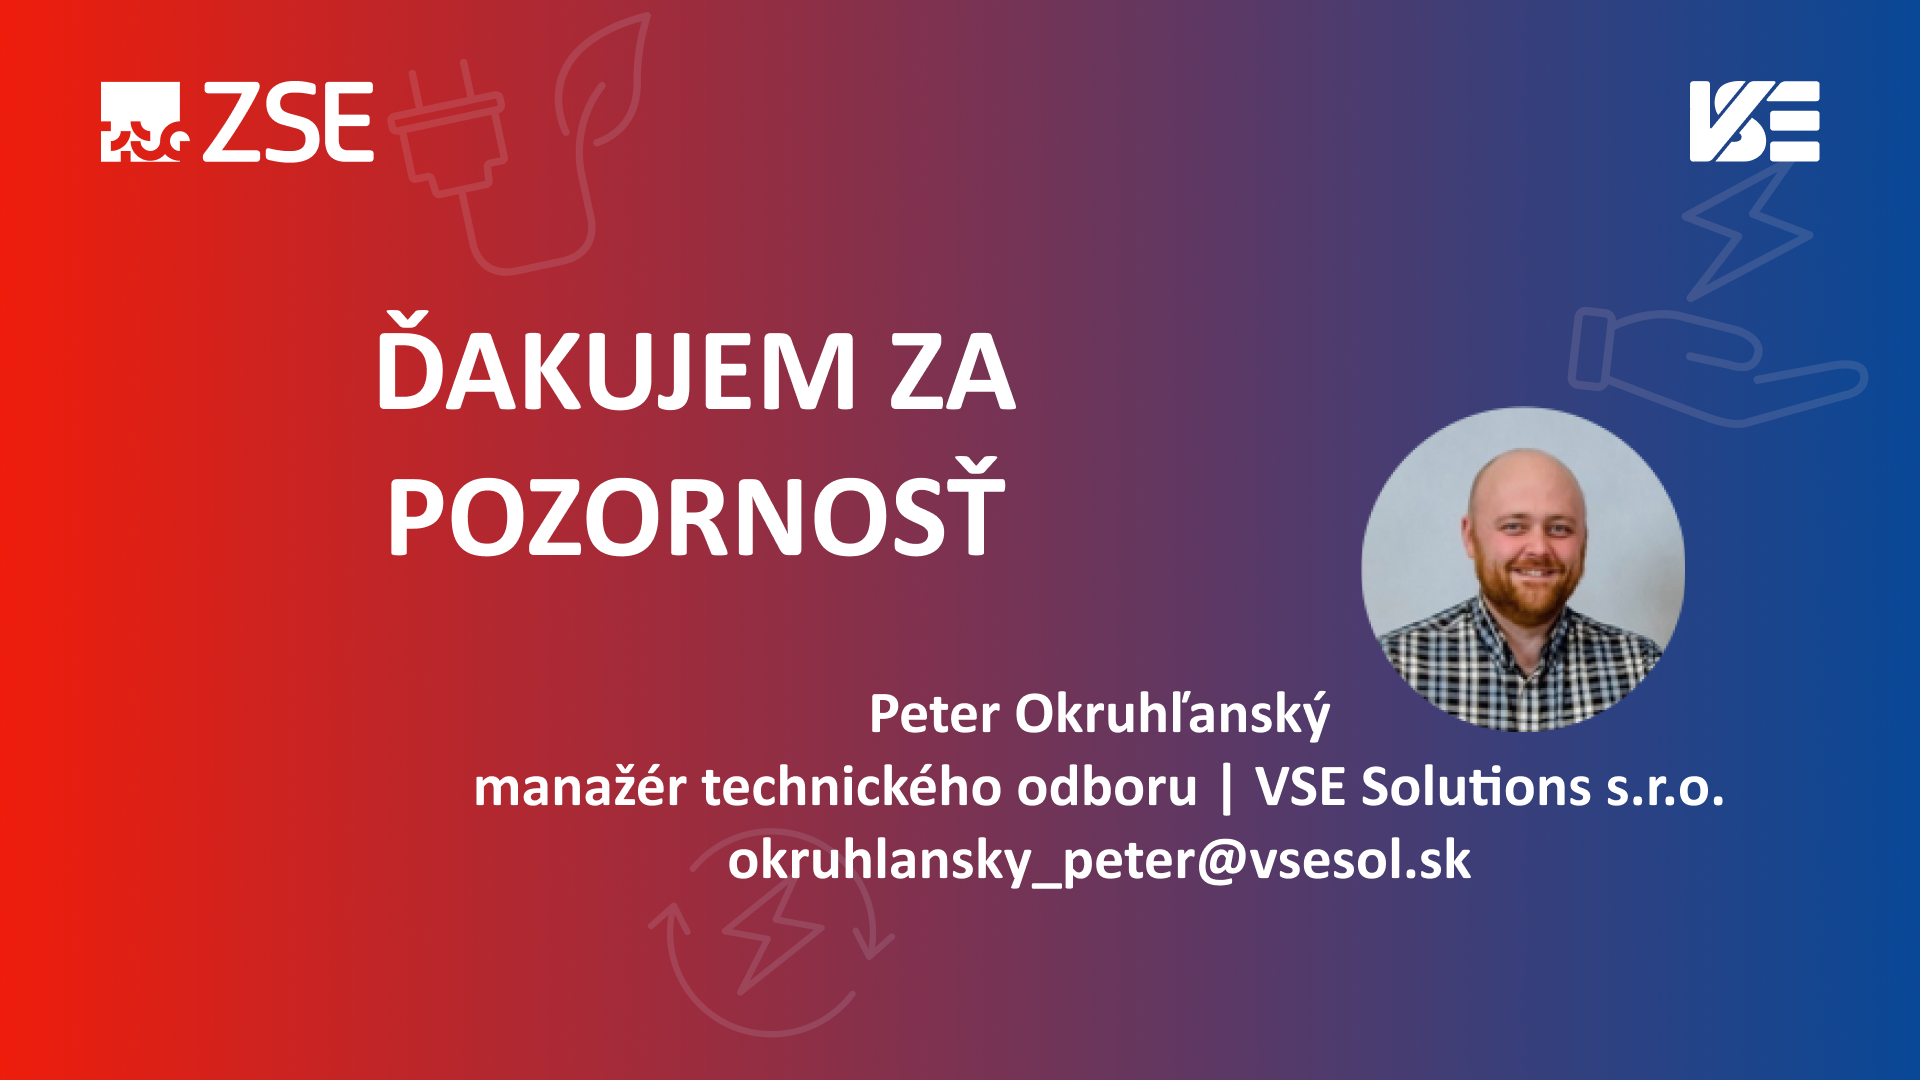 ZSE
VSE
ĎAKUJEM ZA
POZORNOSŤ
Peter Okruhľanský
manažér technického odboru | VSE Solutions s.r.o.
okruhlansky_peter@vsesol.sk